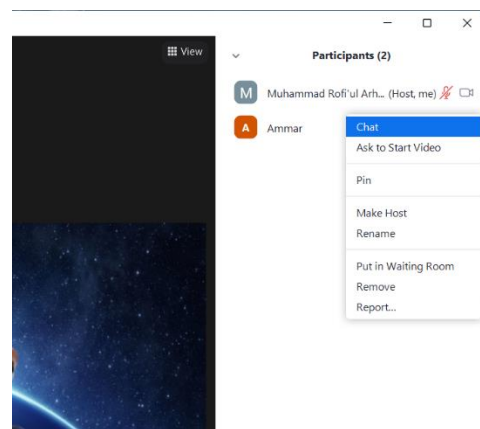 View
Participants (2)
M
Muhammad Rofi'ul Arh... (Host, me)
A
Ammar
Chat
Ask to Start Video
Pin
Make Host
Rename
Put in Waiting Room
Remove
Report...